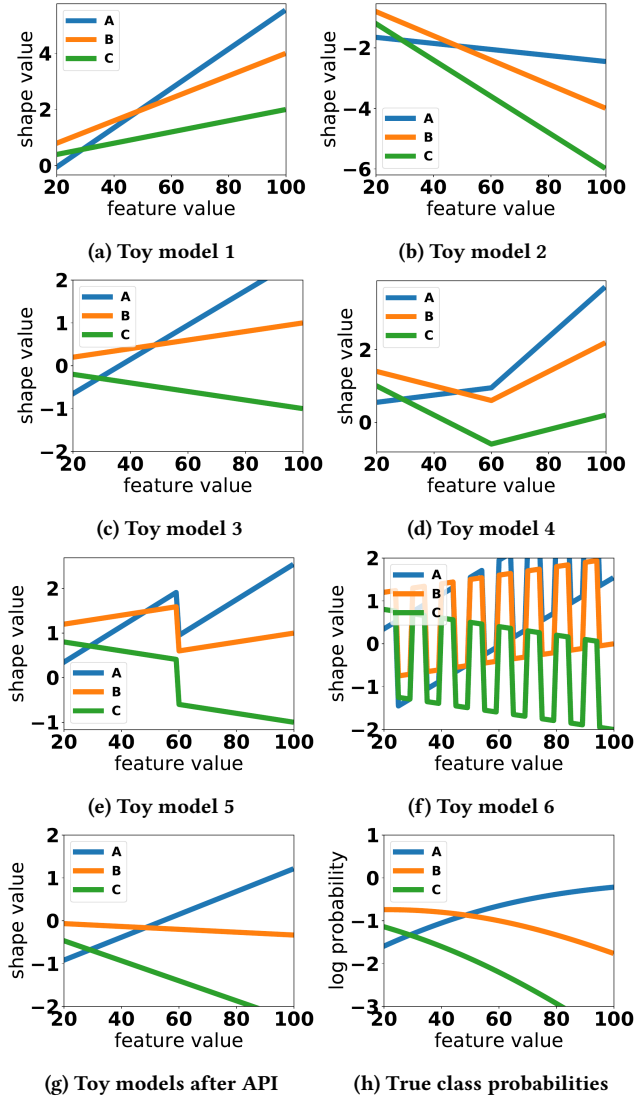 4
2
0
shape value
A
B
C
20 40 60 80 100
feature value
(a) Toy model 1
−2
−4
−6
shape value
A
B
C
20 40 60 80 100
feature value
(b) Toy model 2
2
1
0
−1
−2
shape value
A
B
C
20 40 60 80 100
feature value
(c) Toy model 3
2
0
shape value
A
B
C
20 40 60 80 100
feature value
(d) Toy model 4
2
1
0
−1
shape value
A
B
C
20 40 60 80 100
feature value
(e) Toy model 5
2
1
0
−1
−2
shape value
A
B
C
20 40 60 80 100
feature value
(f) Toy model 6
2
1
0
−1
−2
shape value
A
B
C
20 40 60 80 100
feature value
(g) Toy models after API
1
0
−1
−2
−3
log probability
A
B
C
20 40 60 80 100
feature value
(h) True class probabilities